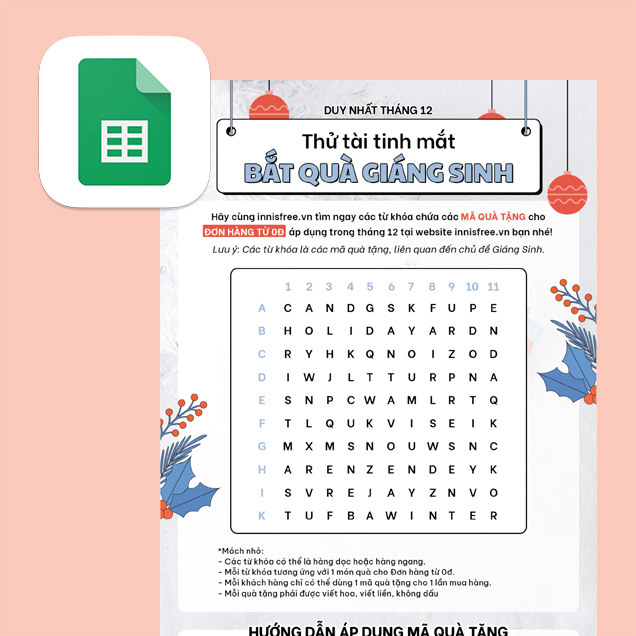 DUY NHẤT THÁNG 12
Thử tài tinh mắt
BẮT QUÀ GIÁNG SINH
Hãy cùng innisfree.vn tìm ngay các từ khóa chứa các MÃ QUÀ TẶNG cho
ĐƠN HÀNG TỪ 0Đ áp dụng trong tháng 12 tại website innisfree.vn bạn nhé!
Lưu ý: Các từ khóa là các mã quà tặng, liên quan đến chủ đề Giáng Sinh.
1 2 3 4 5 6 7 8 9 10 11
A C A N D G S K F U P E
B H O L I D A Y A R D N
C R Y H K Q N O I Z O D
D I W J L T T U R P N A
E S N P C W A M L R T Q
F T L Q U K V I S E I K
G M X M S N O U W S N C
H A R E N Z E N D E Y K
I S V R E J A Y Z N V O
K T U F B A W I N T E R
*Mách nhỏ:
- Các từ khóa có thể là hàng dọc hoặc hàng ngang.
- Mỗi từ khóa tương ứng với 1 món quà cho Đơn hàng từ 0đ.
- Mỗi khách hàng chỉ có thể dùng 1 mã quà tặng cho 1 lần mua hàng.
- Mỗi quà tặng phải được viết hoa, viết liền, không dấu
HƯỚNG DẪN ÁP DỤNG MÃ QUÀ TẶNG